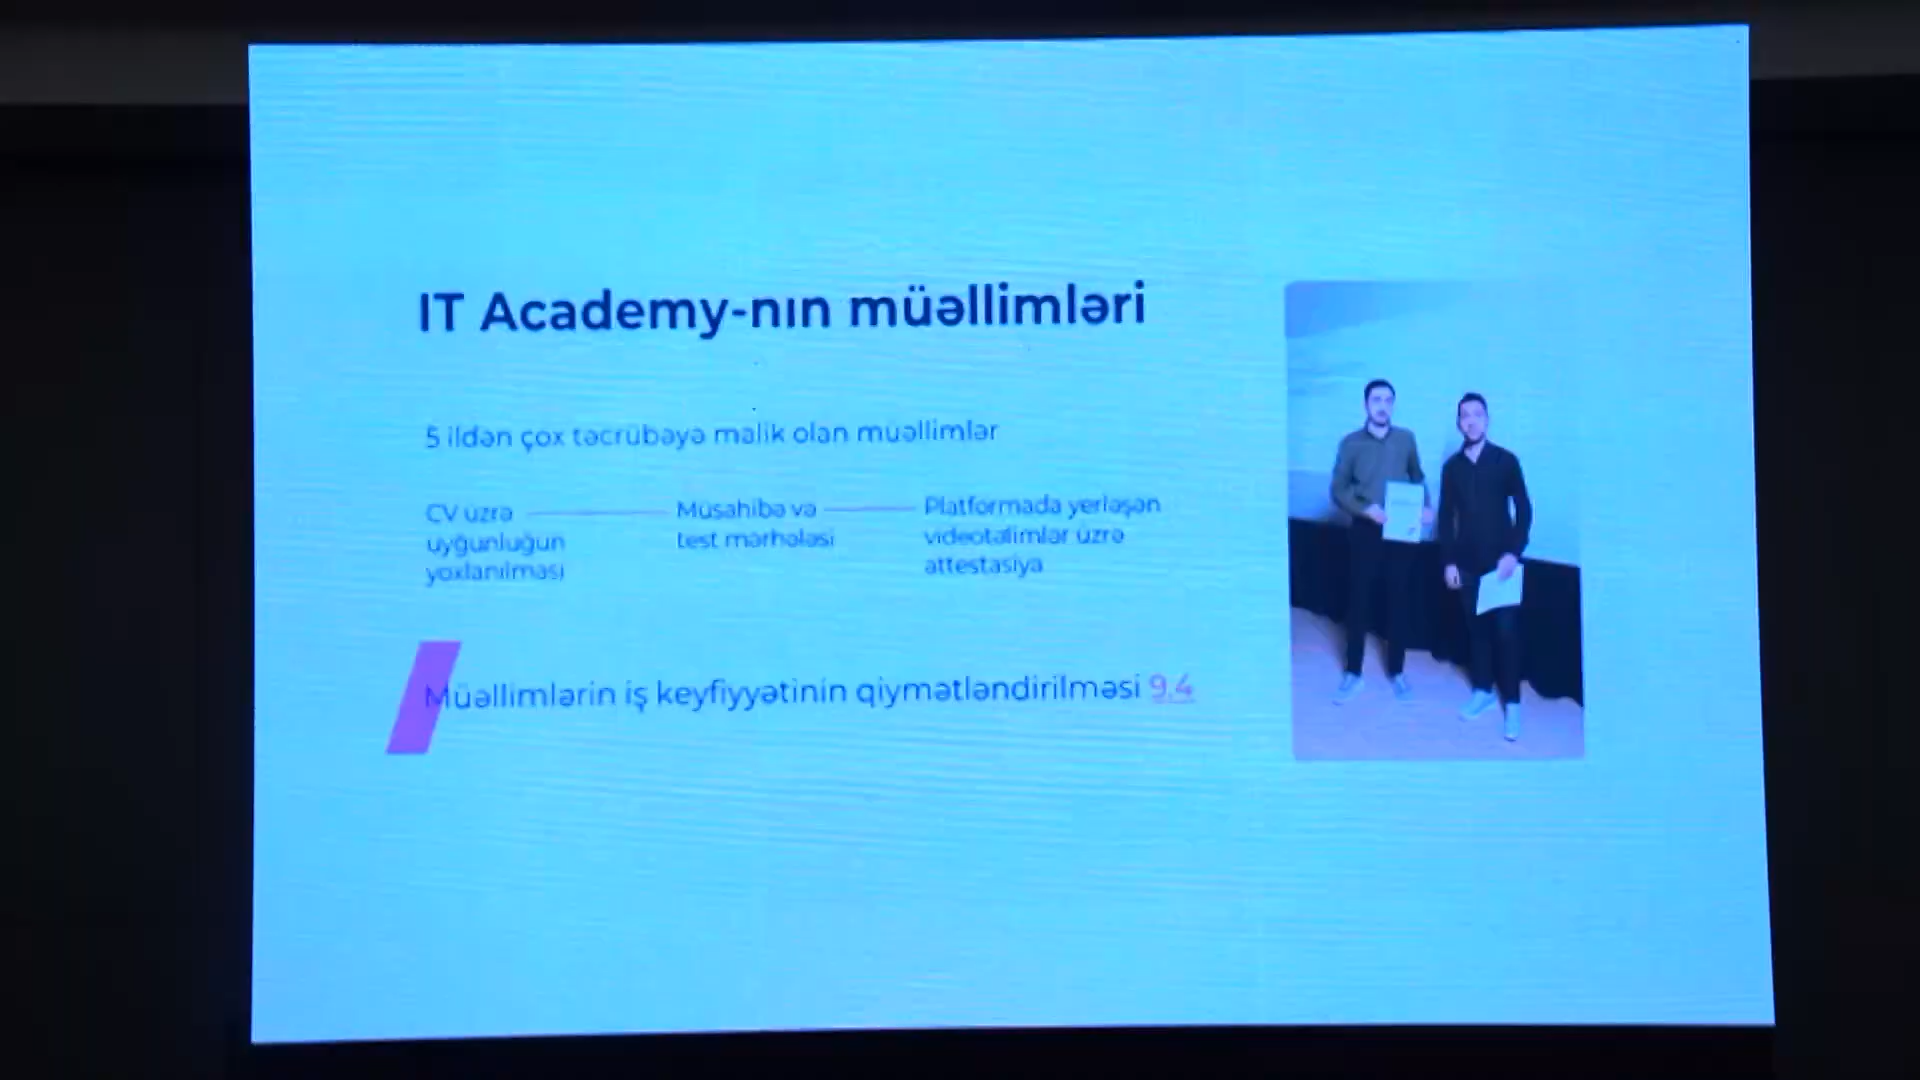 IT Academy-nın müəllimləri
5 ildən çox təcrübəyə malik olan müəllimlər
CV üzrə
uyğunluğun
yoxlanılması
Müsahibə və
test mərhələsi
Platformada yerləşən
videotəlimlər üzrə
attestasiya
Müəllimlərin iş keyfiyyətinin qiymətləndirilməsi 9.4